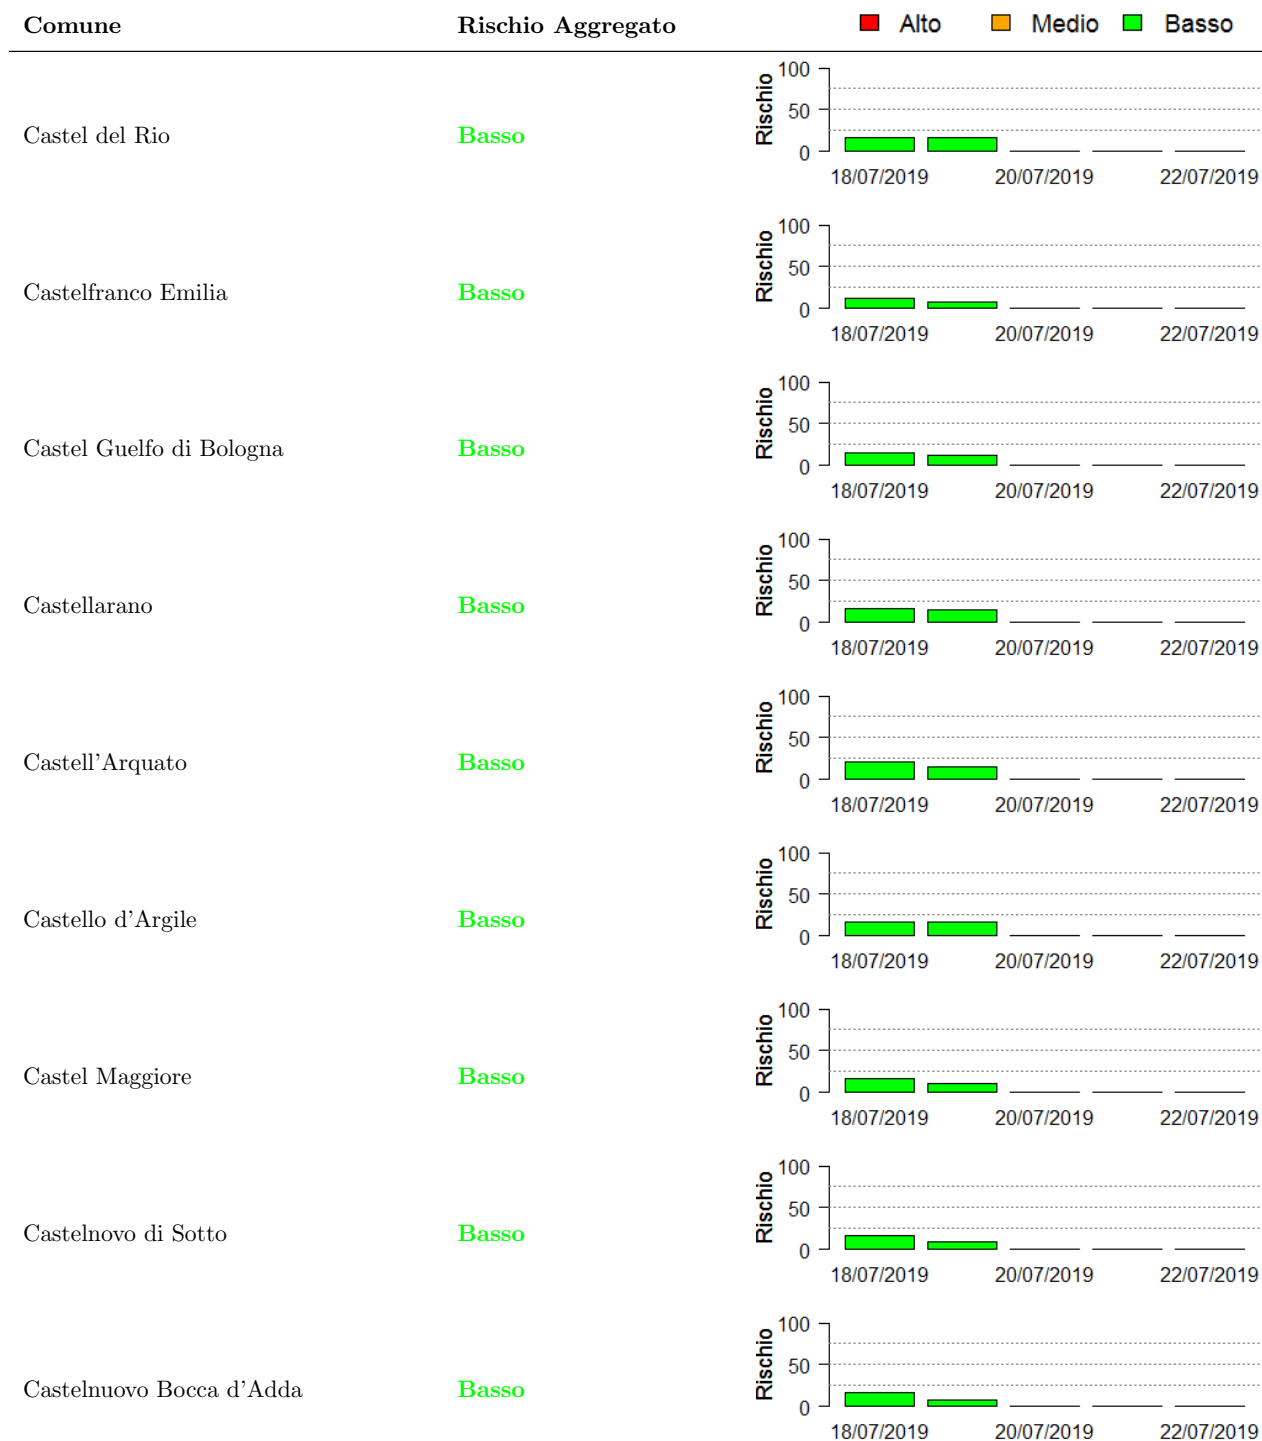 Comune Rischio Aggregato Alto Medio Basso
Castel del Rio Basso Rischio 100 50 0
18/07/2019 20/07/2019 22/07/2019
Castelfranco Emilia Basso Rischio 100 50 0
18/07/2019 20/07/2019 22/07/2019
Castel Guelfo di Bologna Basso Rischio 100 50 0
18/07/2019 20/07/2019 22/07/2019
Castellarano Basso Rischio 100 50 0
18/07/2019 20/07/2019 22/07/2019
Castell'Arquato Basso Rischio 100 50 0
18/07/2019 20/07/2019 22/07/2019
Castello d'Argile Basso Rischio 100 50 0
18/07/2019 20/07/2019 22/07/2019
Castel Maggiore Basso Rischio 100 50 0
18/07/2019 20/07/2019 22/07/2019
Castelnovo di Sotto Basso Rischio 100 50 0
18/07/2019 20/07/2019 22/07/2019
Castelnuovo Bocca d'Adda Basso Rischio 100 50 0
18/07/2019 20/07/2019 22/07/2019